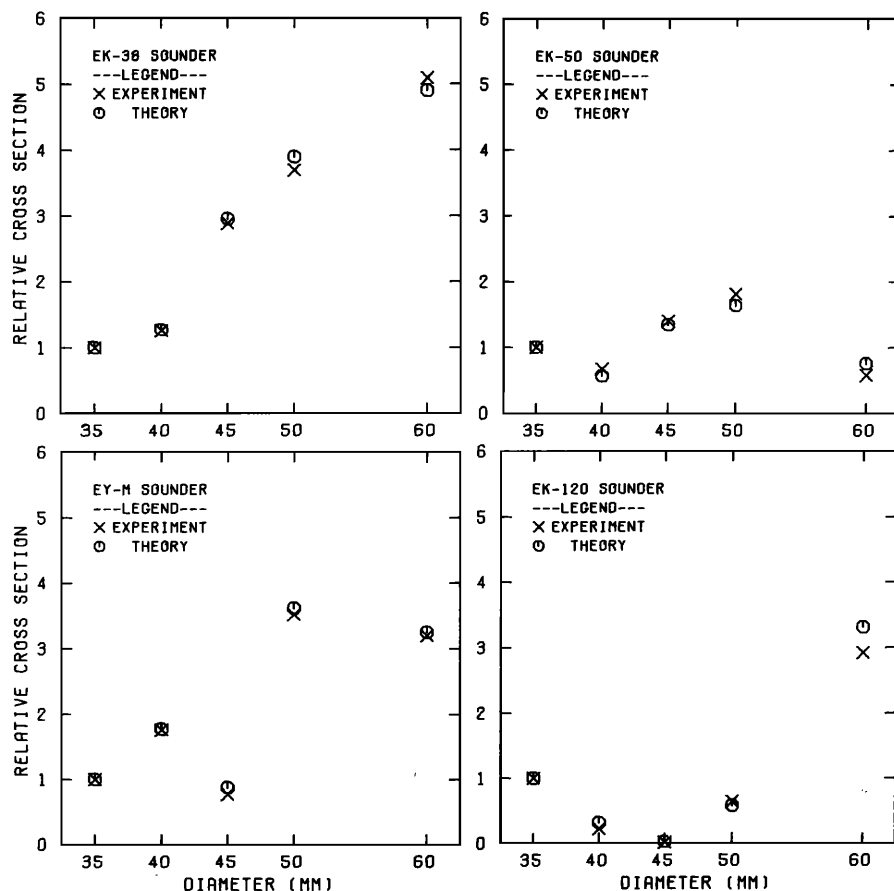 EK-38 SOUNDER
---LEGEND---
× EXPERIMENT
THEORY
RELATIVE CROSS SECTION
6
5
4
3
2
1
0
35 40 45 50 60
EK-50 SOUNDER
---LEGEND---
× EXPERIMENT
THEORY
6
5
4
3
2
1
0
35 40 45 50 60
EY-M SOUNDER
---LEGEND---
× EXPERIMENT
THEORY
RELATIVE CROSS SECTION
6
5
4
3
2
1
0
35 40 45 50 60
DIAMETER (MM)
EK-120 SOUNDER
---LEGEND---
× EXPERIMENT
THEORY
6
5
4
3
2
1
0
35 40 45 50 60
DIAMETER (MM)